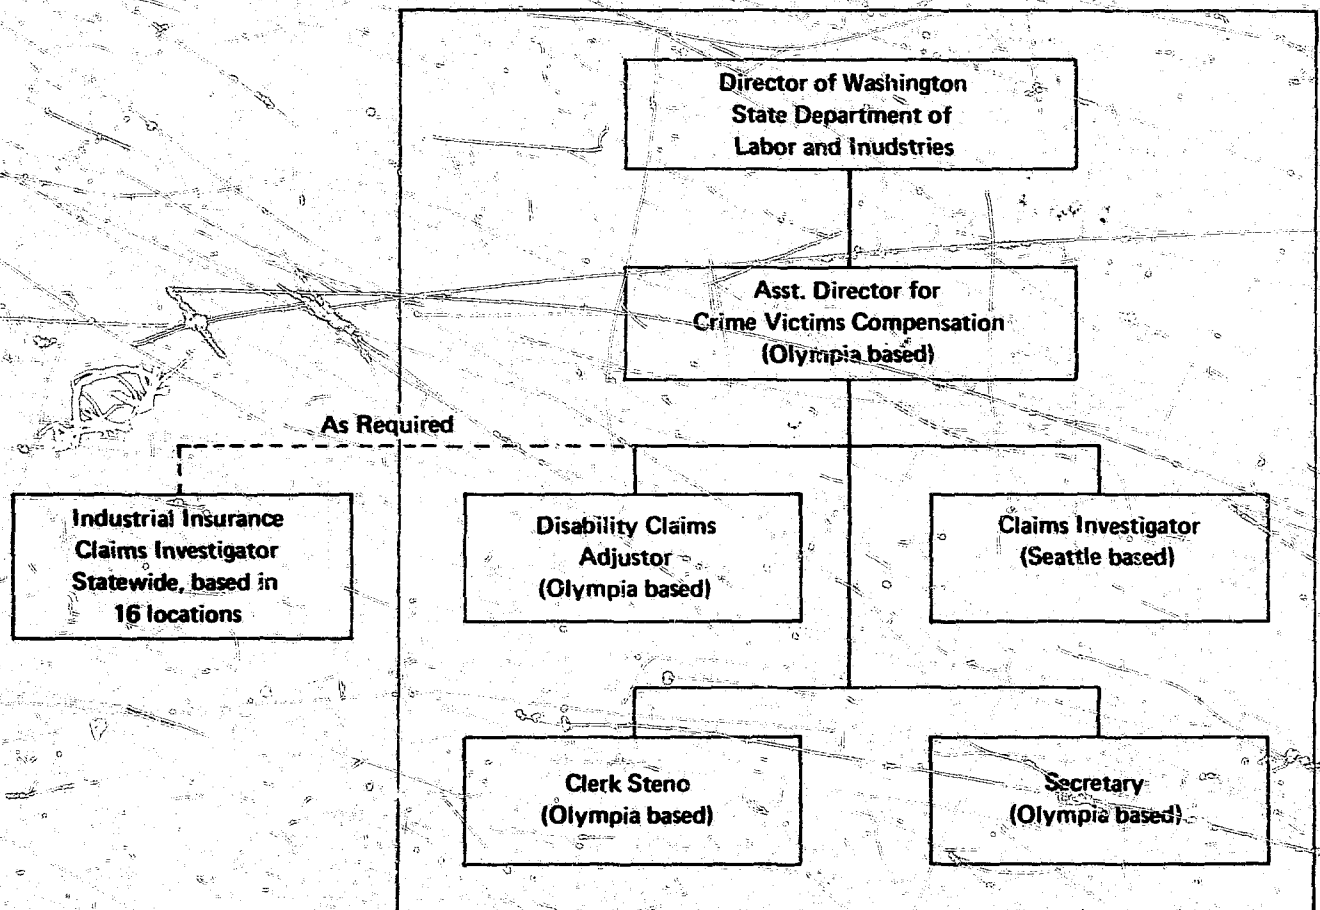 Director of Washington
State Department of
Labor and Inudstries
Asst. Director for
Crime Victims Compensation
(Olympia based)
As Required
Industrial Insurance
Claims Investigator
Statewide, based in
16 locations
Disability Claims
Adjustor
(Olympia based)
Claims Investigator
(Seattle based)
Clerk Steno
(Olympia based)
Secretary
(Olympia based)